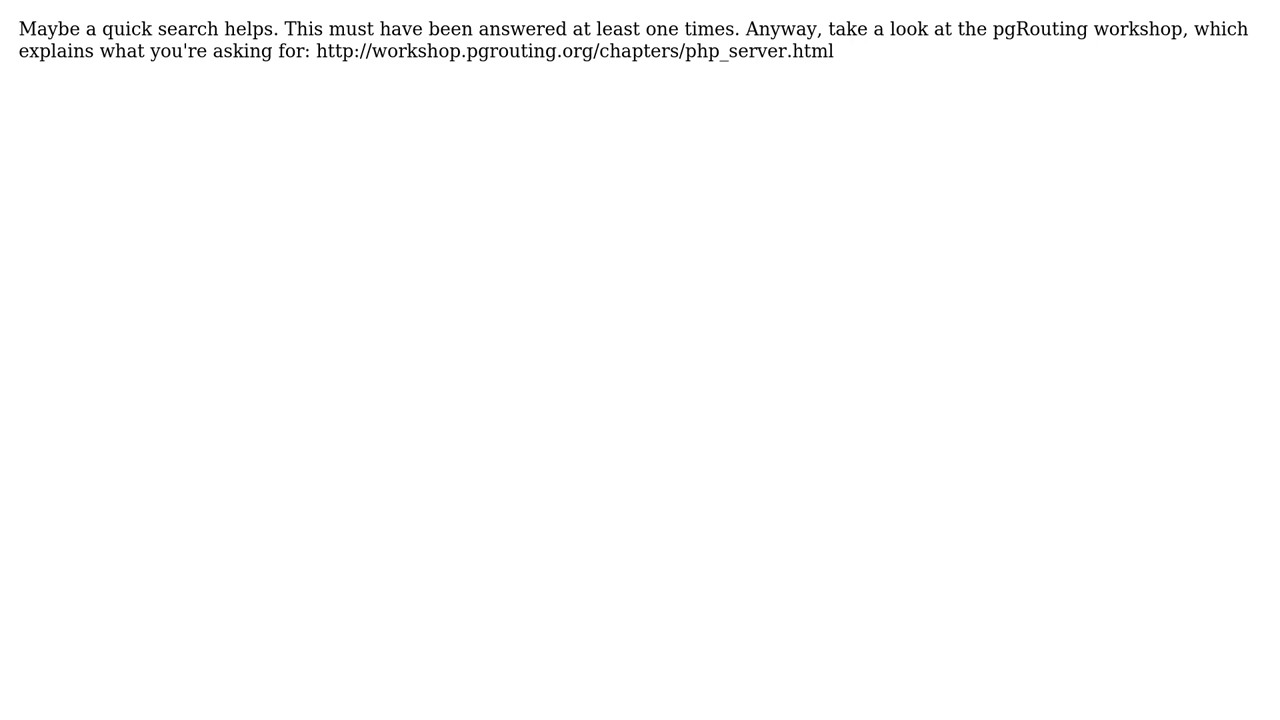 Maybe a quick search helps. This must have been answered at least one times. Anyway, take a look at the pgRouting workshop, which
explains what you're asking for: http://workshop.pgrouting.org/chapters/php_server.html